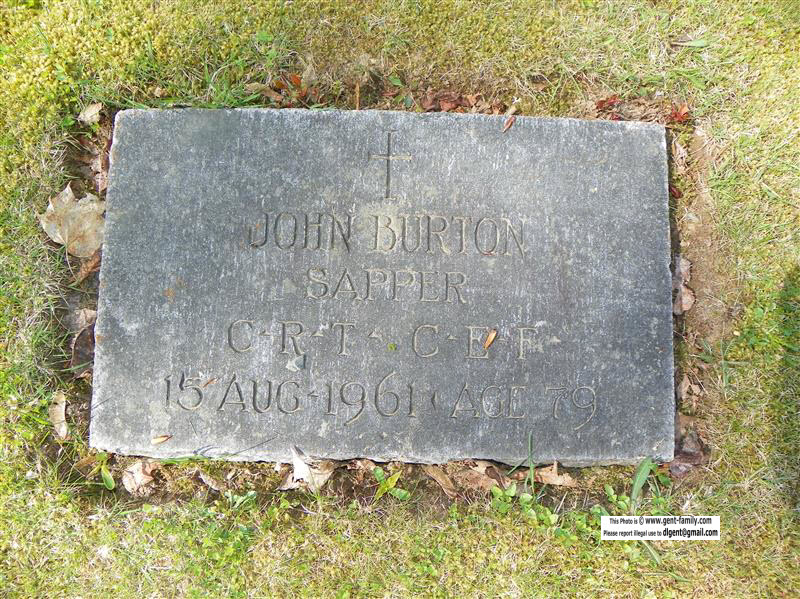 JOHN BURTON
SAPPER
C-R-T- C-E-F-
15 AUG-1961 AGE 79
This Photo is © www.gent-family.com
Please report illegal use to dlgent@gmail.com